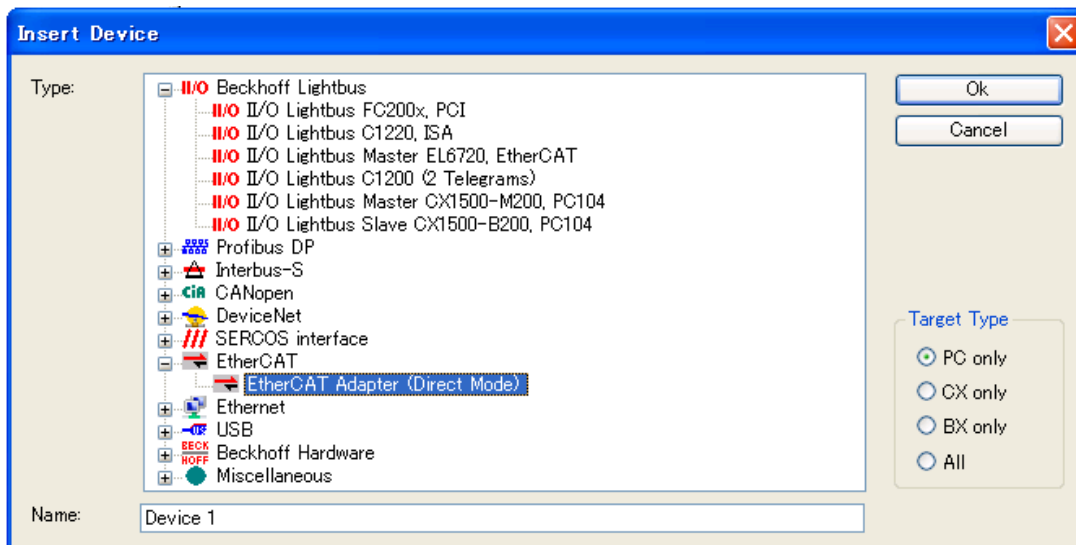 Insert Device
Type:
II/O Beckhoff Lightbus
II/O II/O Lightbus FC200x, PCI
II/O II/O Lightbus C1220, ISA
II/O II/O Lightbus Master EL6720, EtherCAT
II/O II/O Lightbus C1200 (2 Telegrams)
II/O II/O Lightbus Master CX1500-M200, PC104
II/O II/O Lightbus Slave CX1500-B200, PC104
Profibus DP
Interbus-S
CiA CANopen
DeviceNet
SERCOS interface
EtherCAT
EtherCAT Adapter (Direct Mode)
Ethernet
USB
BECK
HOFF
Beckhoff Hardware
Miscellaneous
Ok
Cancel
Target Type
PC only
CX only
BX only
All
Name:
Device 1